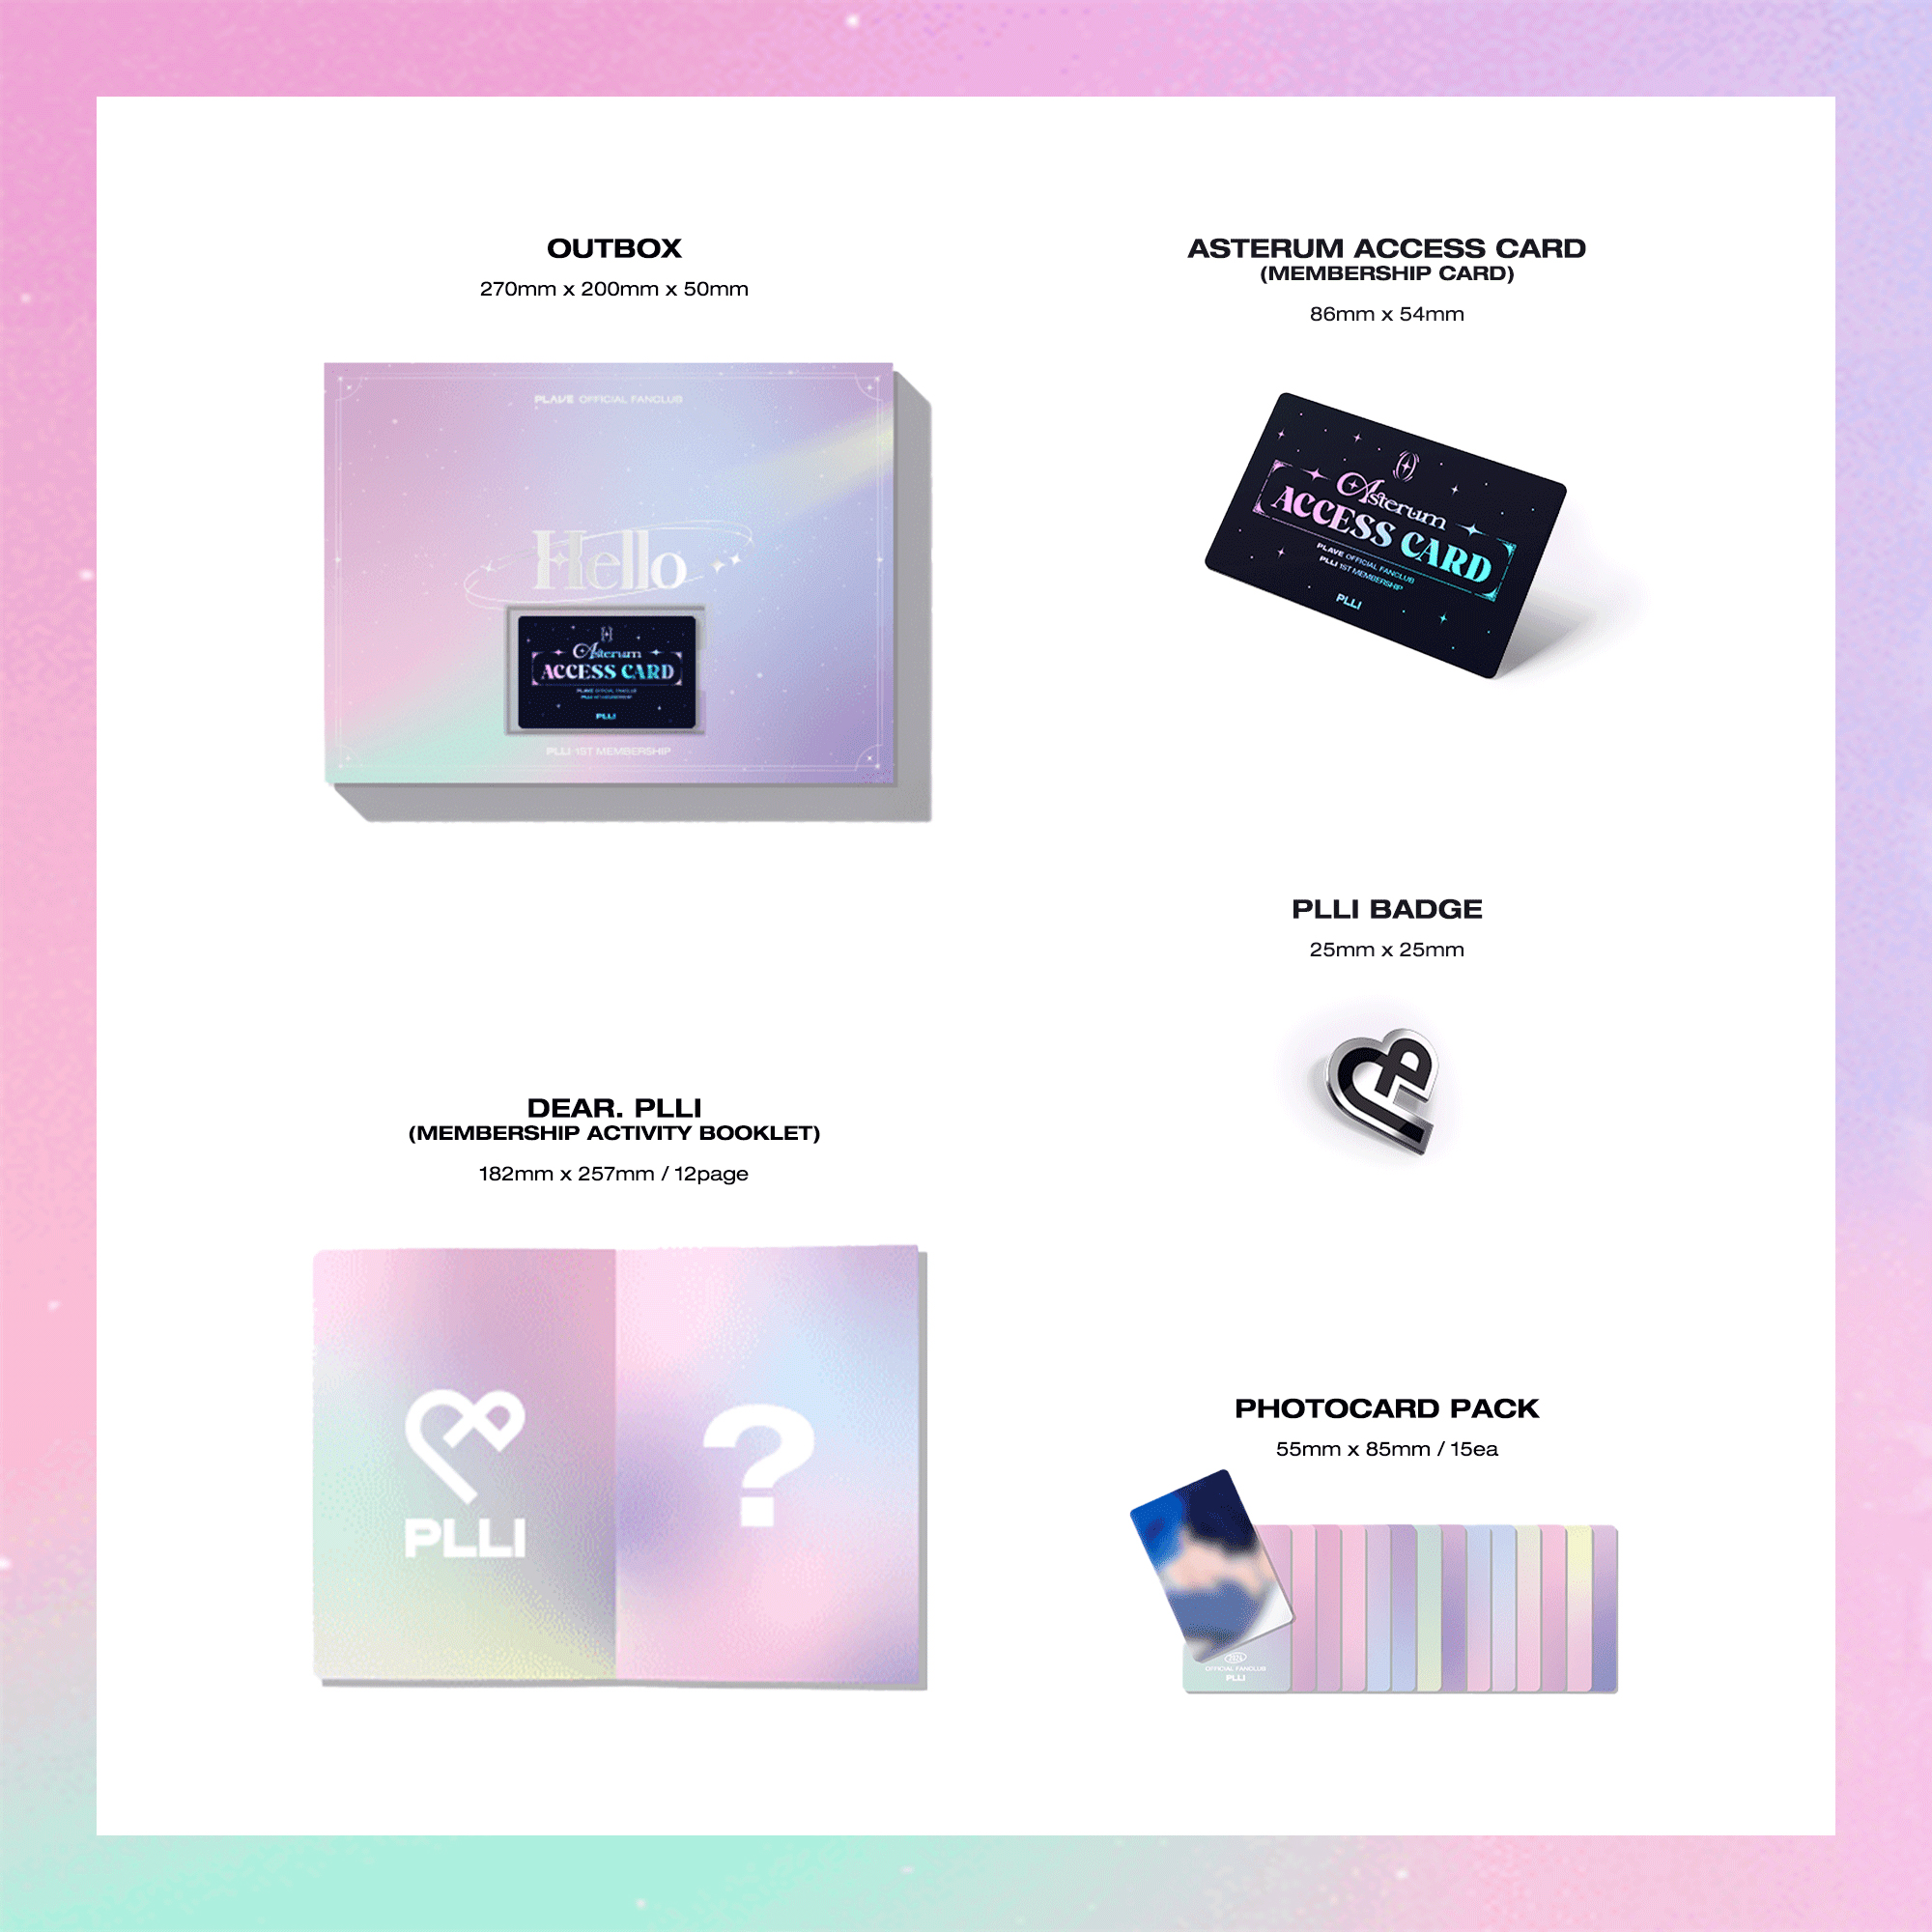 OUTBOX
270mm x 200mm x 50mm
PLAVE OFFICIAL FANCLUB
Hello
Asterum
ACCESS CARD
PLAVE OFFICIAL FANCLUB
PLLI 1ST MEMBERSHIP
PLLI
PLLI 1ST MEMBERSHIP
ASTERUM ACCESS CARD
(MEMBERSHIP CARD)
86mm x 54mm
Asterum
ACCESS CARD
PLAVE OFFICIAL FANCLUB
PLLI 1ST MEMBERSHIP
PLLI
PLLI BADGE
25mm x 25mm
DEAR. PLLI
(MEMBERSHIP ACTIVITY BOOKLET)
182mm x 257mm / 12page
PLLI
?
PHOTOCARD PACK
55mm x 85mm / 15ea
OFFICIAL FANCLUB
PLLI